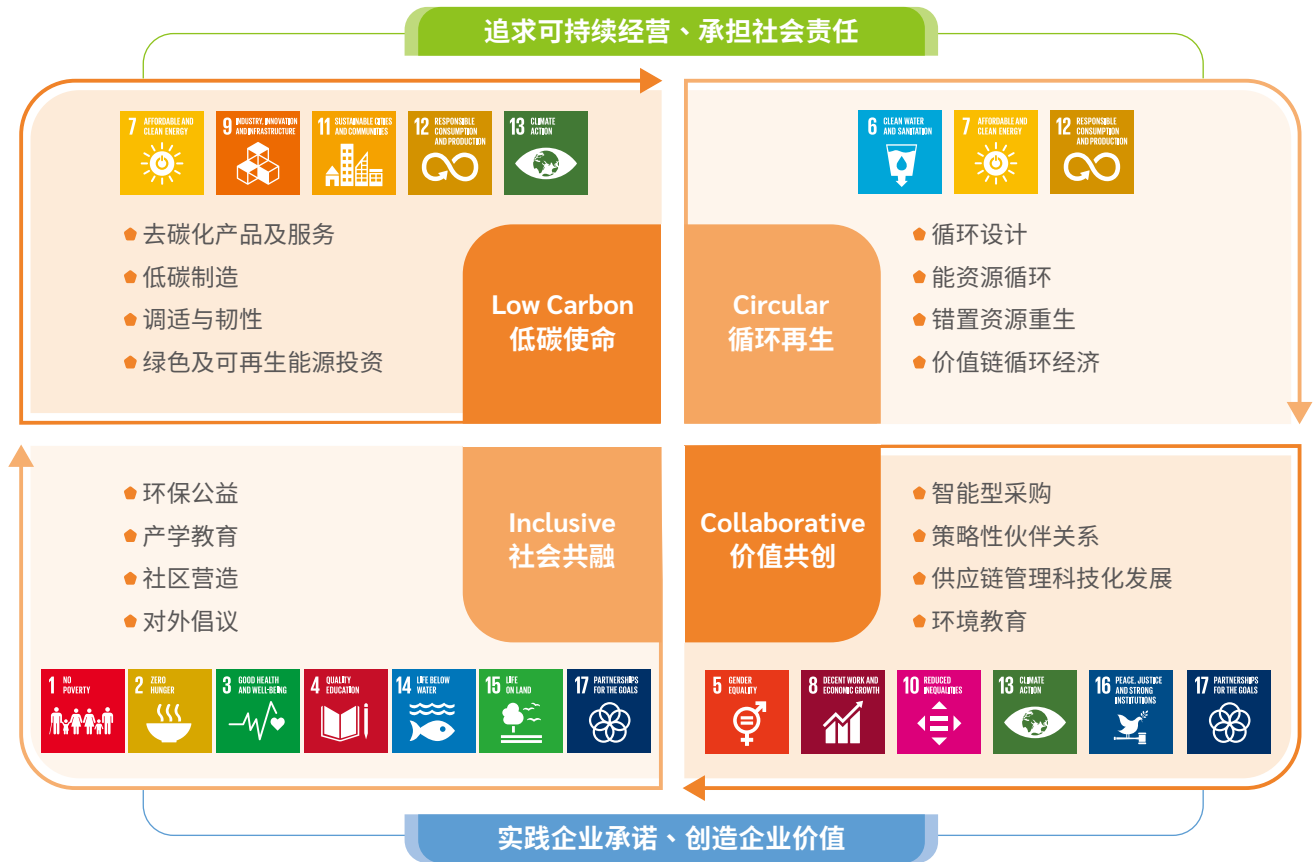 追求可持续经营、承担社会责任
7 AFFORDABLE AND
CLEAN ENERGY
9 INDUSTRY, INNOVATION
AND INFRASTRUCTURE
11 SUSTAINABLE CITIES
AND COMMUNITIES
12 RESPONSIBLE
CONSUMPTION
AND PRODUCTION
13 CLIMATE
ACTION
去碳化产品及服务
低碳制造
调适与韧性
绿色及可再生能源投资
Low Carbon
低碳使命
6 CLEAN WATER
AND SANITATION
7 AFFORDABLE AND
CLEAN ENERGY
12 RESPONSIBLE
CONSUMPTION
AND PRODUCTION
Circular
循环再生
循环设计
能资源循环
错置资源重生
价值链循环经济
环保公益
产学教育
社区营造
对外倡议
Inclusive
社会共融
1 NO
POVERTY
2 ZERO
HUNGER
3 GOOD HEALTH
AND WELL-BEING
4 QUALITY
EDUCATION
14 LIFE BELOW
WATER
15 LIFE
ON LAND
17 PARTNERSHIPS
FOR THE GOALS
Collaborative
价值共创
智能型采购
策略性伙伴关系
供应链管理科技化发展
环境教育
5 GENDER
EQUALITY
8 DECENT WORK AND
ECONOMIC GROWTH
10 REDUCED
INEQUALITIES
13 CLIMATE
ACTION
16 PEACE, JUSTICE
AND STRONG
INSTITUTIONS
17 PARTNERSHIPS
FOR THE GOALS
实践企业承诺、创造企业价值